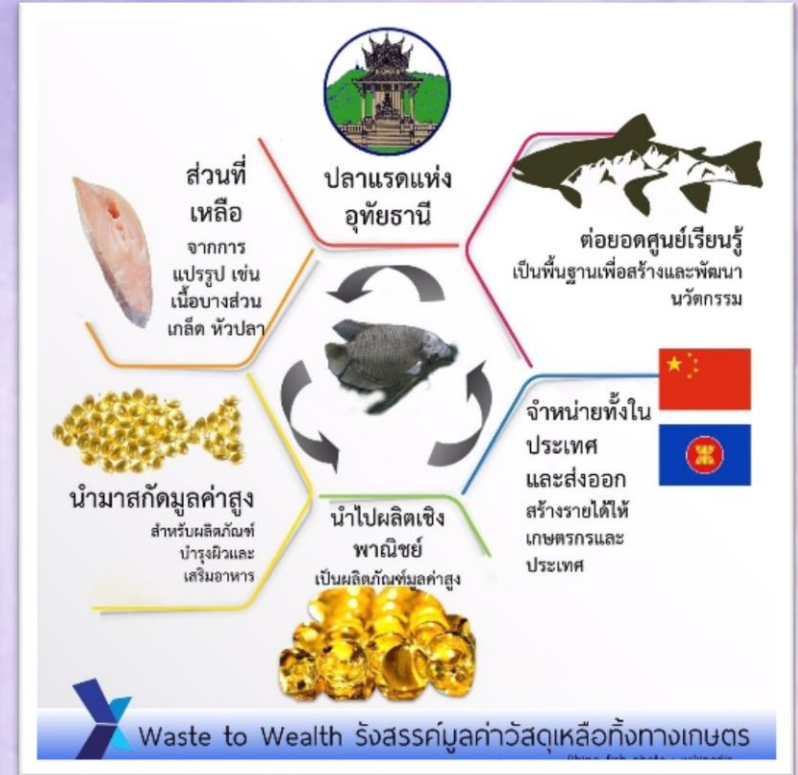 ปลาแรดแห่ง
อุทัยธานี
ส่วนที่
เหลือ
จากการ
แปรรูป เช่น
เนื้อบางส่วน
เกล็ด หัวปลา
นำมาสกัดมูลค่าสูง
สำหรับผลิตภัณฑ์
บำรุงผิวและ
เสริมอาหาร
นำไปผลิตเชิง
พาณิชย์
เป็นผลิตภัณฑ์มูลค่าสูง
จำหน่ายทั้งใน
ประเทศ
และส่งออก
สร้างรายได้ให้
เกษตรกรและ
ประเทศ
ต่อยอดศูนย์เรียนรู้
เป็นพื้นฐานเพื่อสร้างและพัฒนา
นวัตกรรม
Waste to Wealth รังสรรค์มูลค่าวัสดุเหลือทิ้งทางเกษตร